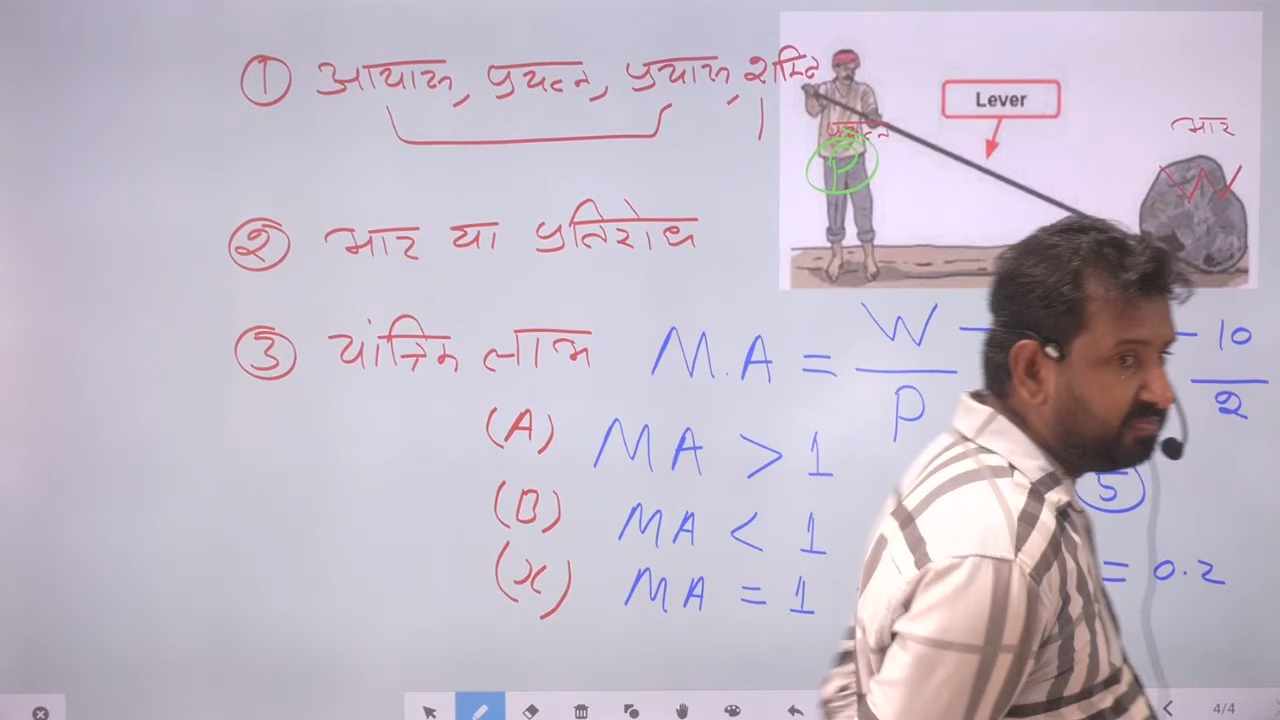 ① आयास, प्रयत्न, प्रयास, शक्ति
Lever
प्रयत्न
P
भार
W
② भार या प्रतिरोध
③ यांत्रिक लाभ M.A = W/P
10/2
(A) MA > 1
5
(B) MA < 1
= 0.2
(x) MA = 1
4/4